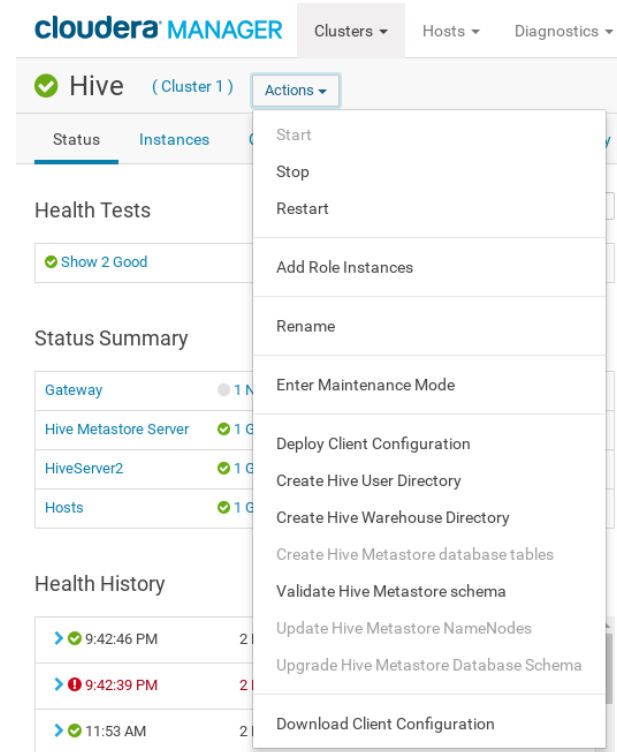 cloudera MANAGER Clusters Hosts Diagnostics
Hive ( Cluster 1 ) Actions
Status Instances
Start
Stop
Restart
Add Role Instances
Rename
Enter Maintenance Mode
Deploy Client Configuration
Create Hive User Directory
Create Hive Warehouse Directory
Create Hive Metastore database tables
Validate Hive Metastore schema
Update Hive Metastore NameNodes
Upgrade Hive Metastore Database Schema
Download Client Configuration
Health Tests
Show 2 Good
Status Summary
Gateway 1
Hive Metastore Server 1
HiveServer2 1
Hosts 1
Health History
9:42:46 PM 2
9:42:39 PM 2
11:53 AM 2